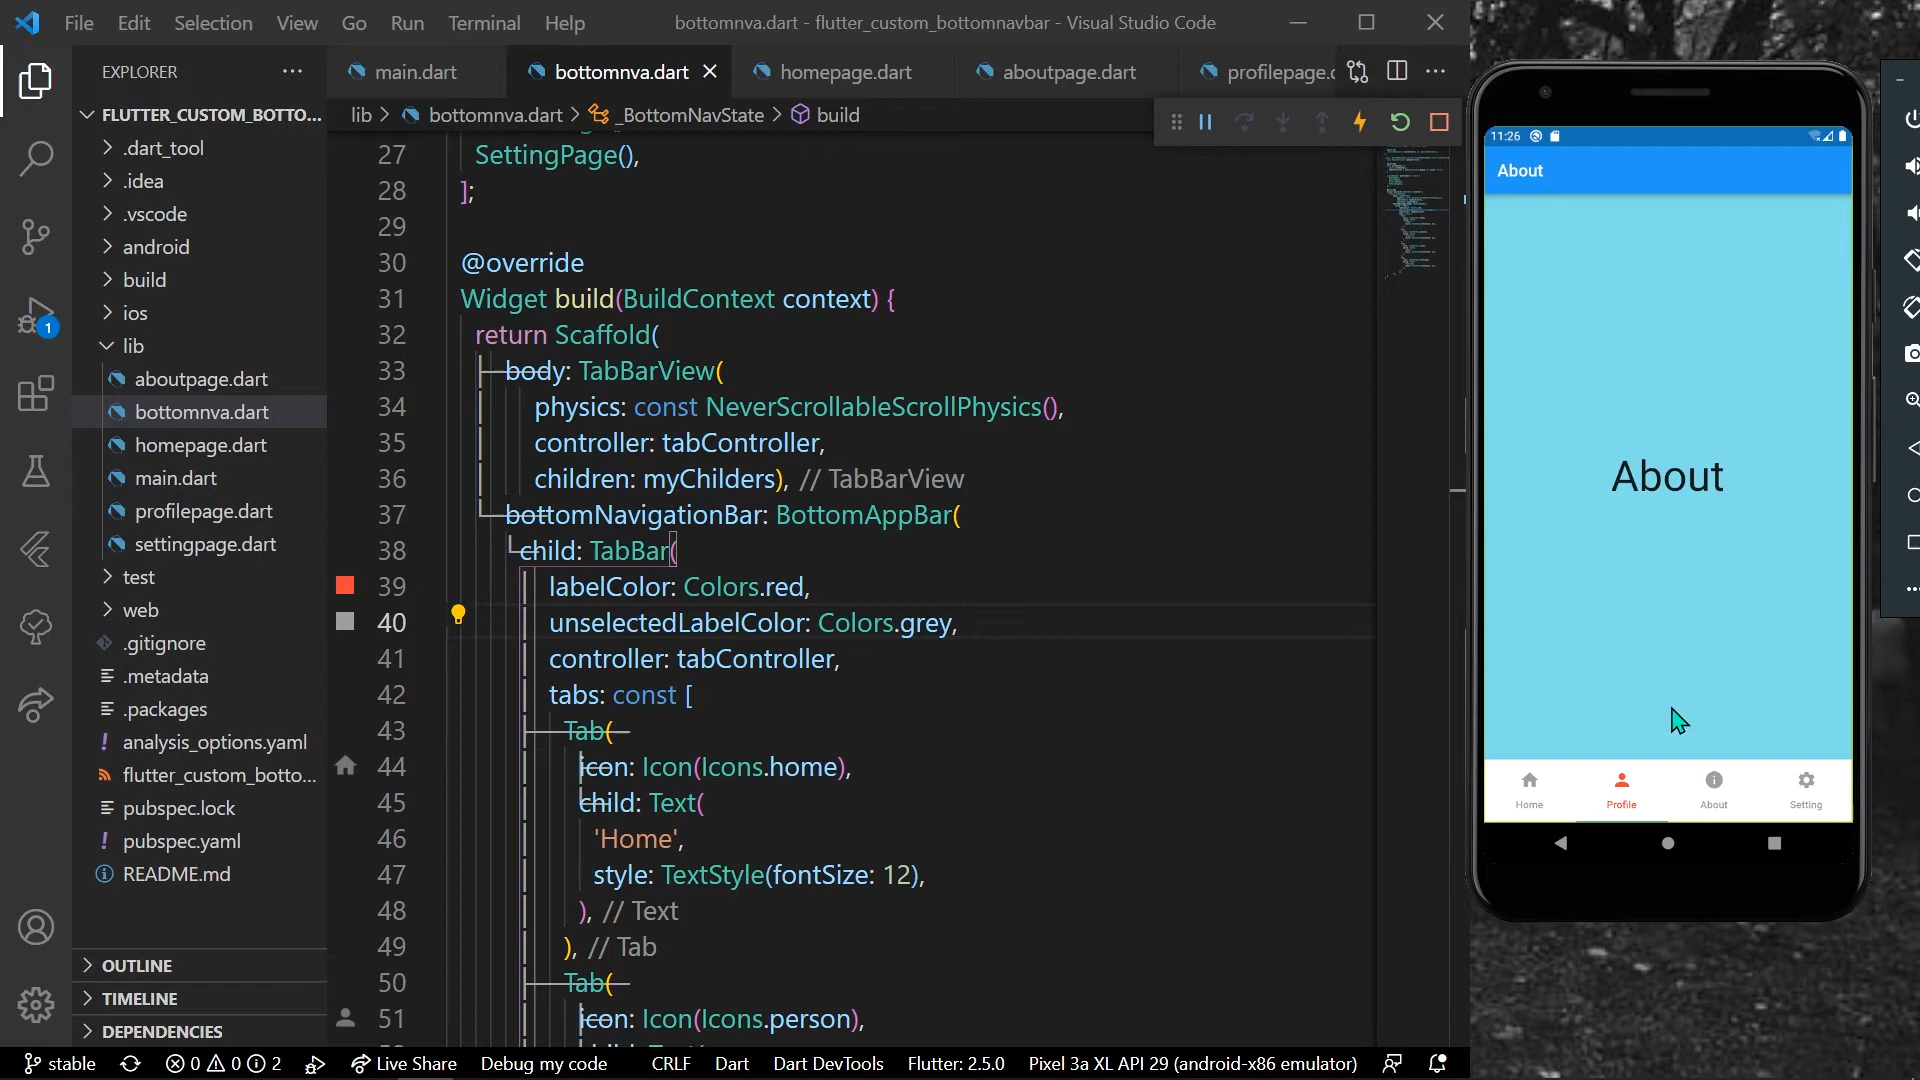 File Edit Selection View Go Run Terminal Help
bottomnva.dart - flutter_custom_bottomnavbar - Visual Studio Code
EXPLORER
FLUTTER_CUSTOM_BOTTO...
.dart_tool
.idea
.vscode
android
build
ios
lib
aboutpage.dart
bottomnva.dart
homepage.dart
main.dart
profilepage.dart
settingpage.dart
test
web
.gitignore
.metadata
.packages
analysis_options.yaml
flutter_custom_botto...
pubspec.lock
pubspec.yaml
README.md
OUTLINE
TIMELINE
DEPENDENCIES
1
main.dart bottomnva.dart homepage.dart aboutpage.dart profilepage.c
lib > bottomnva.dart > _BottomNavState > build
27 SettingPage(),
28 ];
29
30 @override
31 Widget build(BuildContext context) {
32 return Scaffold(
33 body: TabBarView(
34 physics: const NeverScrollableScrollPhysics(),
35 controller: tabController,
36 children: myChilders), // TabBarView
37 bottomNavigationBar: BottomAppBar(
38 child: TabBar(
39 labelColor: Colors.red,
40 unselectedLabelColor: Colors.grey,
41 controller: tabController,
42 tabs: const [
43 Tab(
44 icon: Icon(Icons.home),
45 child: Text(
46 'Home',
47 style: TextStyle(fontSize: 12),
48 ), // Text
49 ), // Tab
50 Tab(
51 icon: Icon(Icons.person),
11:26
About
About
Home Profile About Setting
stable 0 0 2 Live Share Debug my code CRLF Dart Dart DevTools Flutter: 2.5.0 Pixel 3a XL API 29 (android-x86 emulator)